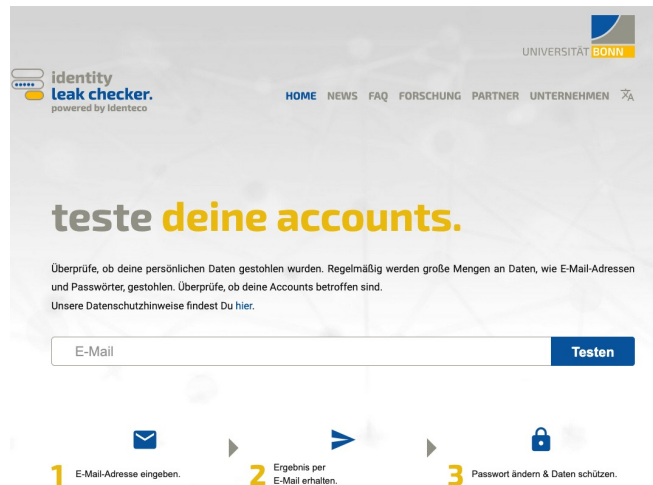 UNIVERSITÄT BONN
identity
leak checker.
powered by Identeco
HOME NEWS FAQ FORSCHUNG PARTNER UNTERNEHMEN
teste deine accounts.
Überprüfe, ob deine persönlichen Daten gestohlen wurden. Regelmäßig werden große Mengen an Daten, wie E-Mail-Adressen
und Passwörter, gestohlen. Überprüfe, ob deine Accounts betroffen sind.
Unsere Datenschutzhinweise findest Du hier.
E-Mail Testen
1 E-Mail-Adresse eingeben.
2 Ergebnis per
E-Mail erhalten.
3 Passwort ändern & Daten schützen.